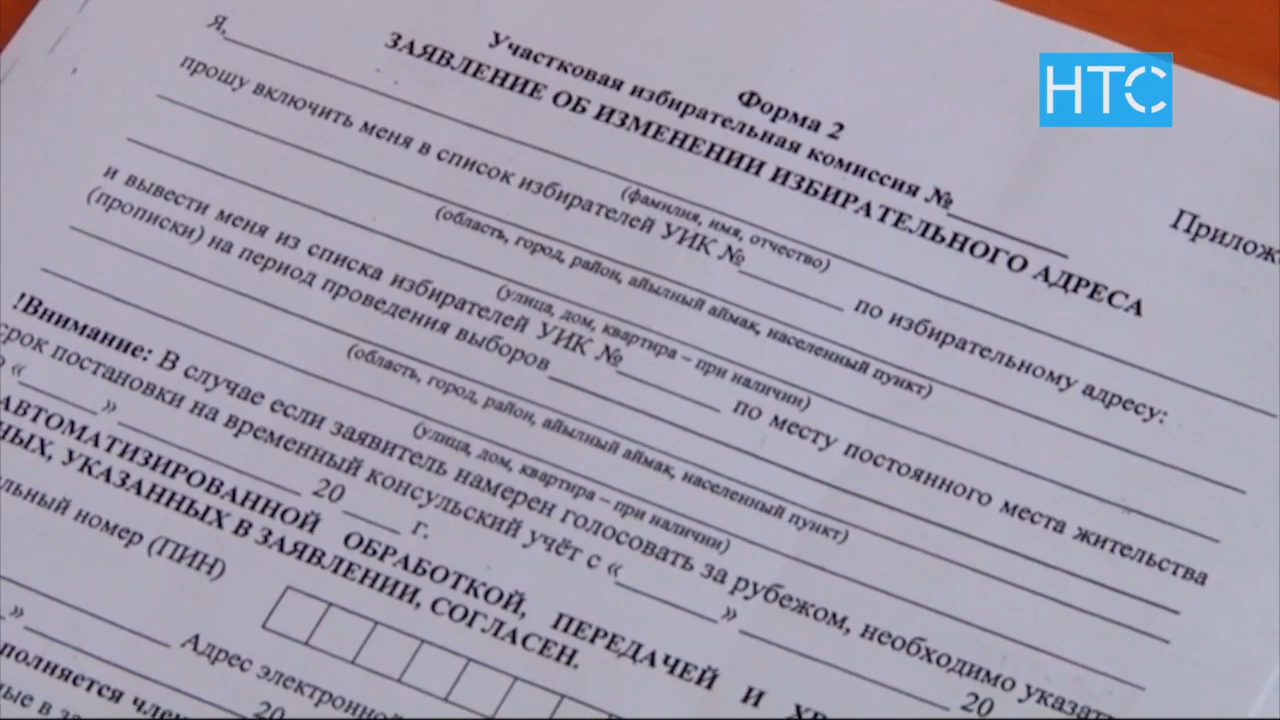 НТС
Прилож
Форма 2
Участковая избирательная комиссия №
ЗАЯВЛЕНИЕ ОБ ИЗМЕНЕНИИ ИЗБИРАТЕЛЬНОГО АДРЕСА
Я,
(фамилия, имя, отчество)
прошу включить меня в список избирателей УИК № по избирательному адресу:
(область, город, район, айылный аймак, населенный пункт)
(улица, дом, квартира – при наличии)
и вывести меня из списка избирателей УИК № по месту постоянного места жительства
(прописки) на период проведения выборов
(область, город, район, айылный аймак, населенный пункт)
(улица, дом, квартира – при наличии)
!Внимание: В случае если заявитель намерен голосовать за рубежом, необходимо указать
срок постановки на временный консульский учёт с « » 20
« » 20 г.
АВТОМАТИЗИРОВАННОЙ ОБРАБОТКОЙ, ПЕРЕДАЧЕЙ И
НЫХ, УКАЗАННЫХ В ЗАЯВЛЕНИИ, СОГЛАСЕН.
льный номер (ПИН)
Адрес электронной
» 20